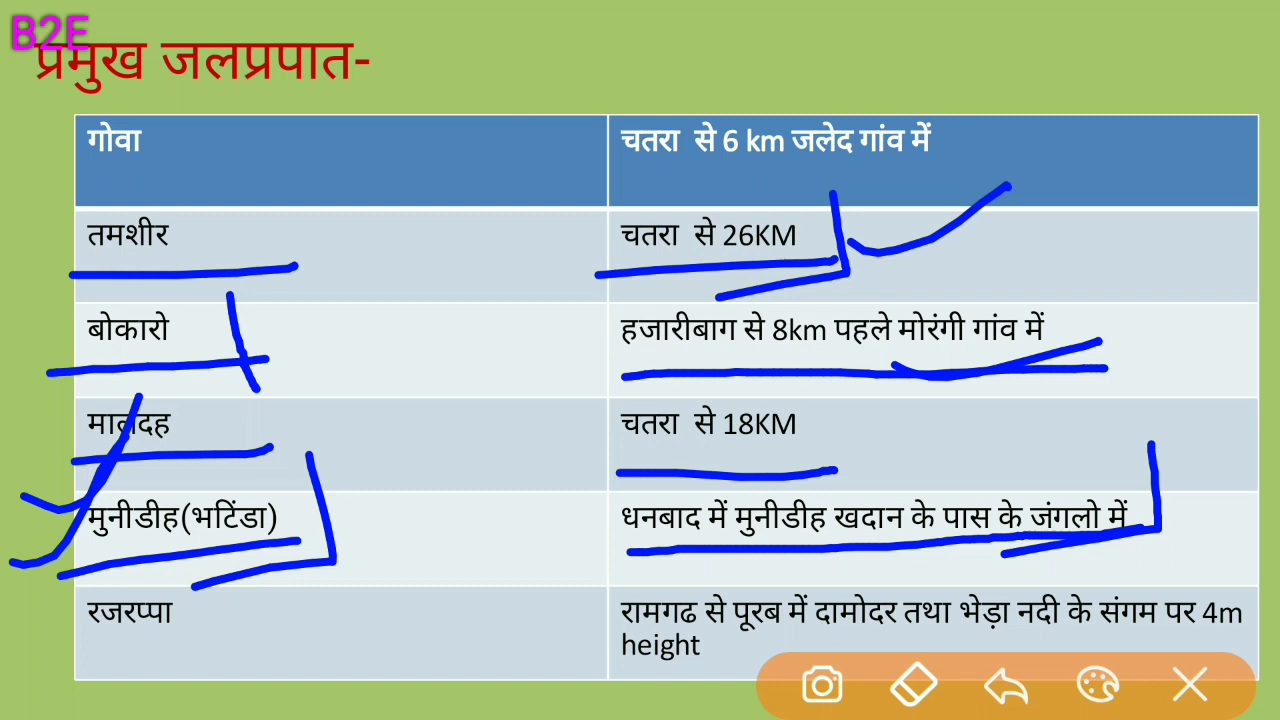 B2E
प्रमुख जलप्रपात-
गोवा
चतरा से 6 km जलेद गांव में
तमशीर
चतरा से 26KM
बोकारो
हजारीबाग से 8km पहले मोरंगी गांव में
मालदह
चतरा से 18KM
मुनीडीह(भटिंडा)
धनबाद में मुनीडीह खदान के पास के जंगलो में
रजरप्पा
रामगढ से पूरब में दामोदर तथा भेड़ा नदी के संगम पर 4m
height